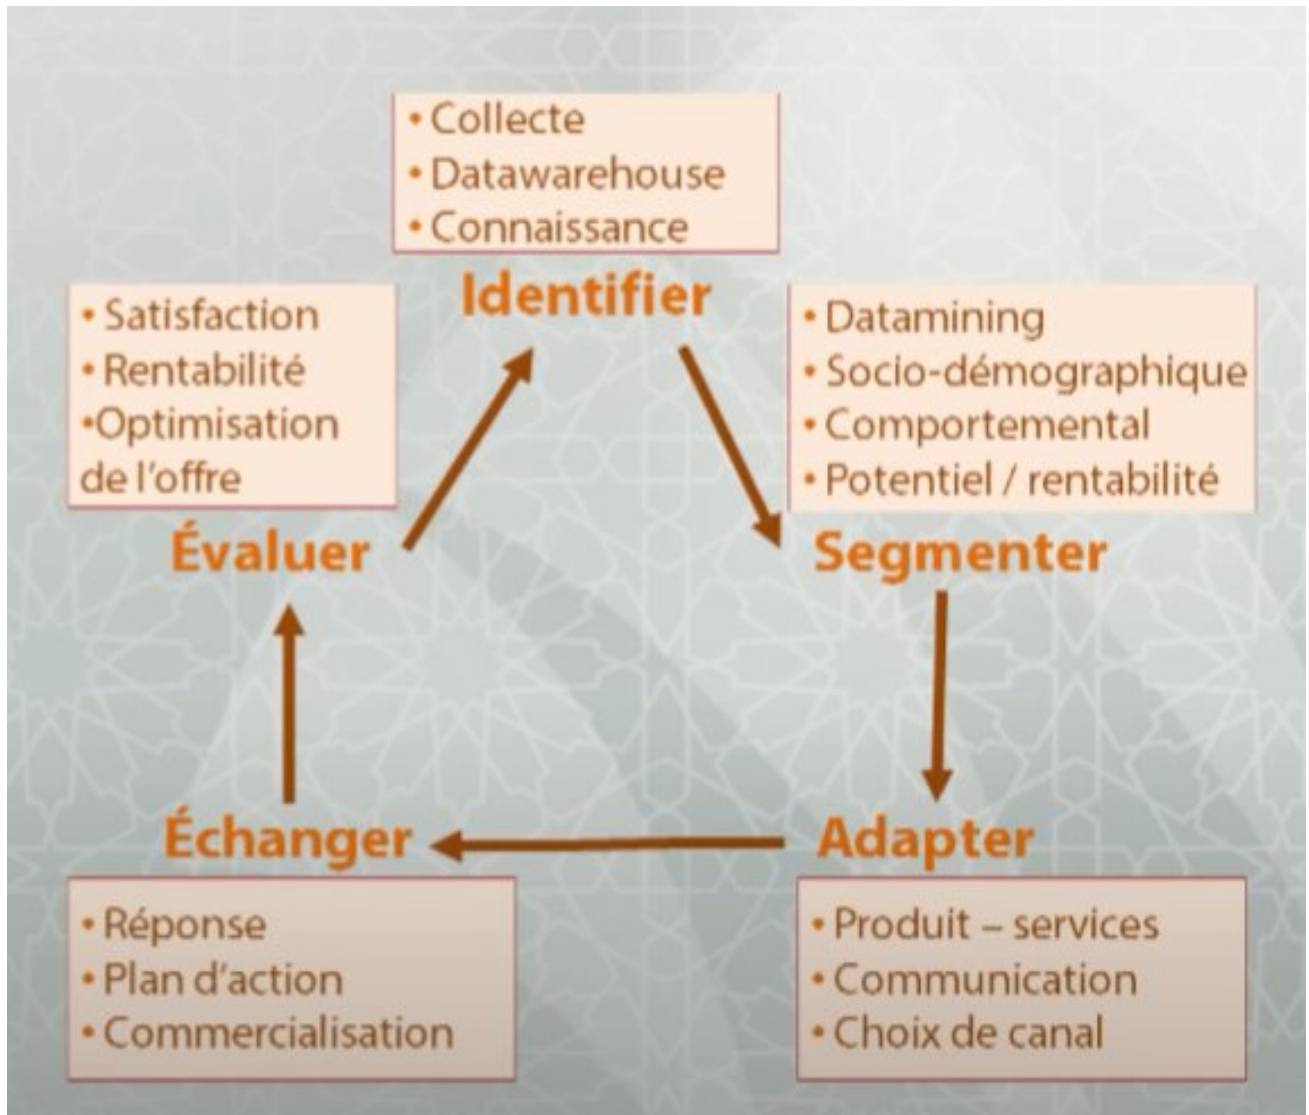 • Collecte
• Datawarehouse
• Connaissance
Identifier
• Satisfaction
• Rentabilité
•Optimisation
de l'offre
Évaluer
• Datamining
• Socio-démographique
• Comportemental
• Potentiel / rentabilité
Segmenter
Échanger
• Réponse
• Plan d'action
• Commercialisation
Adapter
• Produit – services
• Communication
• Choix de canal